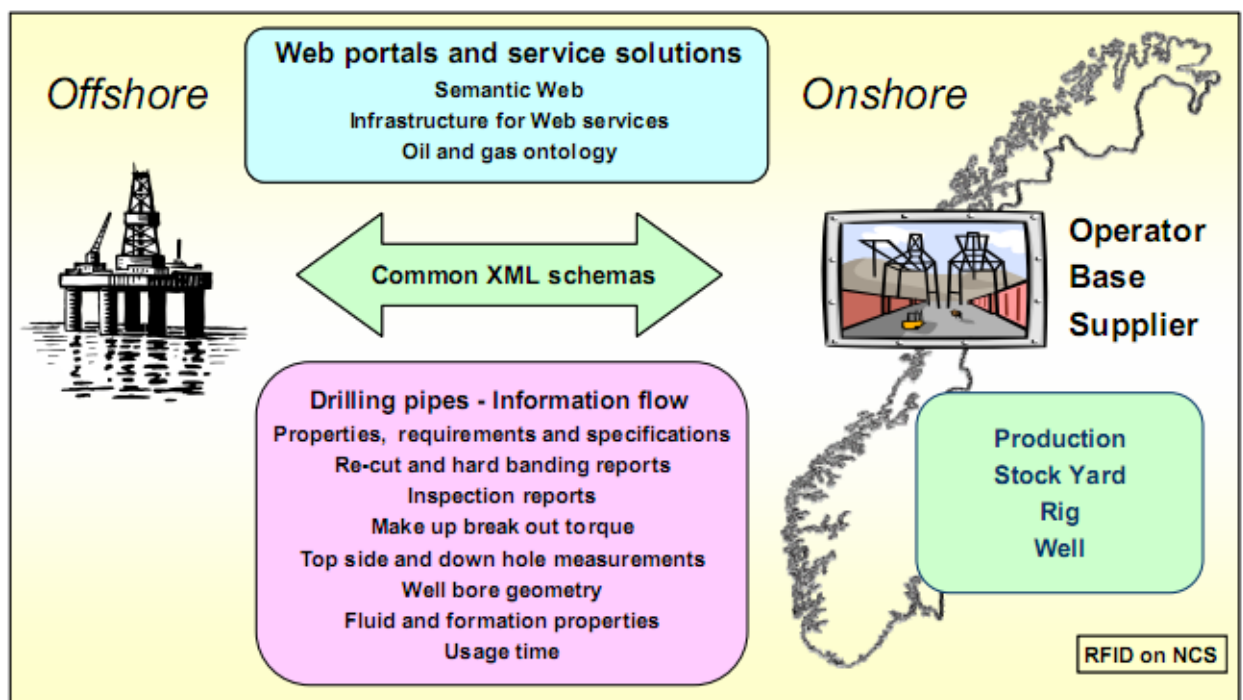 Offshore
Web portals and service solutions
Semantic Web
Infrastructure for Web services
Oil and gas ontology
Onshore
Common XML schemas
Operator
Base
Supplier
Drilling pipes - Information flow
Properties, requirements and specifications
Re-cut and hard banding reports
Inspection reports
Make up break out torque
Top side and down hole measurements
Well bore geometry
Fluid and formation properties
Usage time
Production
Stock Yard
Rig
Well
RFID on NCS